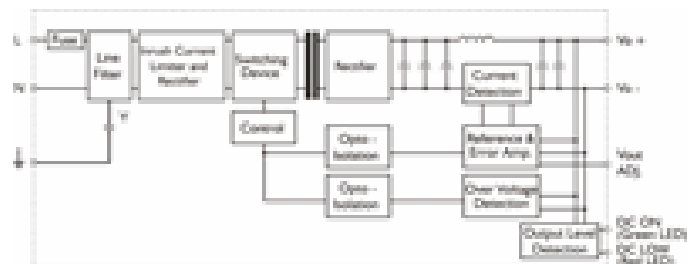 L
Fuse
Line
Filter
Inrush Current
Limiter and
Rectifier
Switching
Device
Rectifier
Vo +
N
Vo -
Current
Detection
Y
Control
Opto -
Isolation
Reference &
Error Amp.
Vout
ADJ.
Opto -
Isolation
Over Voltage
Detection
Output Level
Detection
DC ON
(Green LED)
DC LOW
(Red LED)